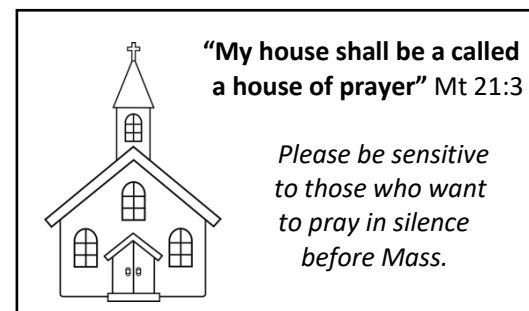 “My house shall be a called
a house of prayer” Mt 21:3
Please be sensitive
to those who want
to pray in silence
before Mass.